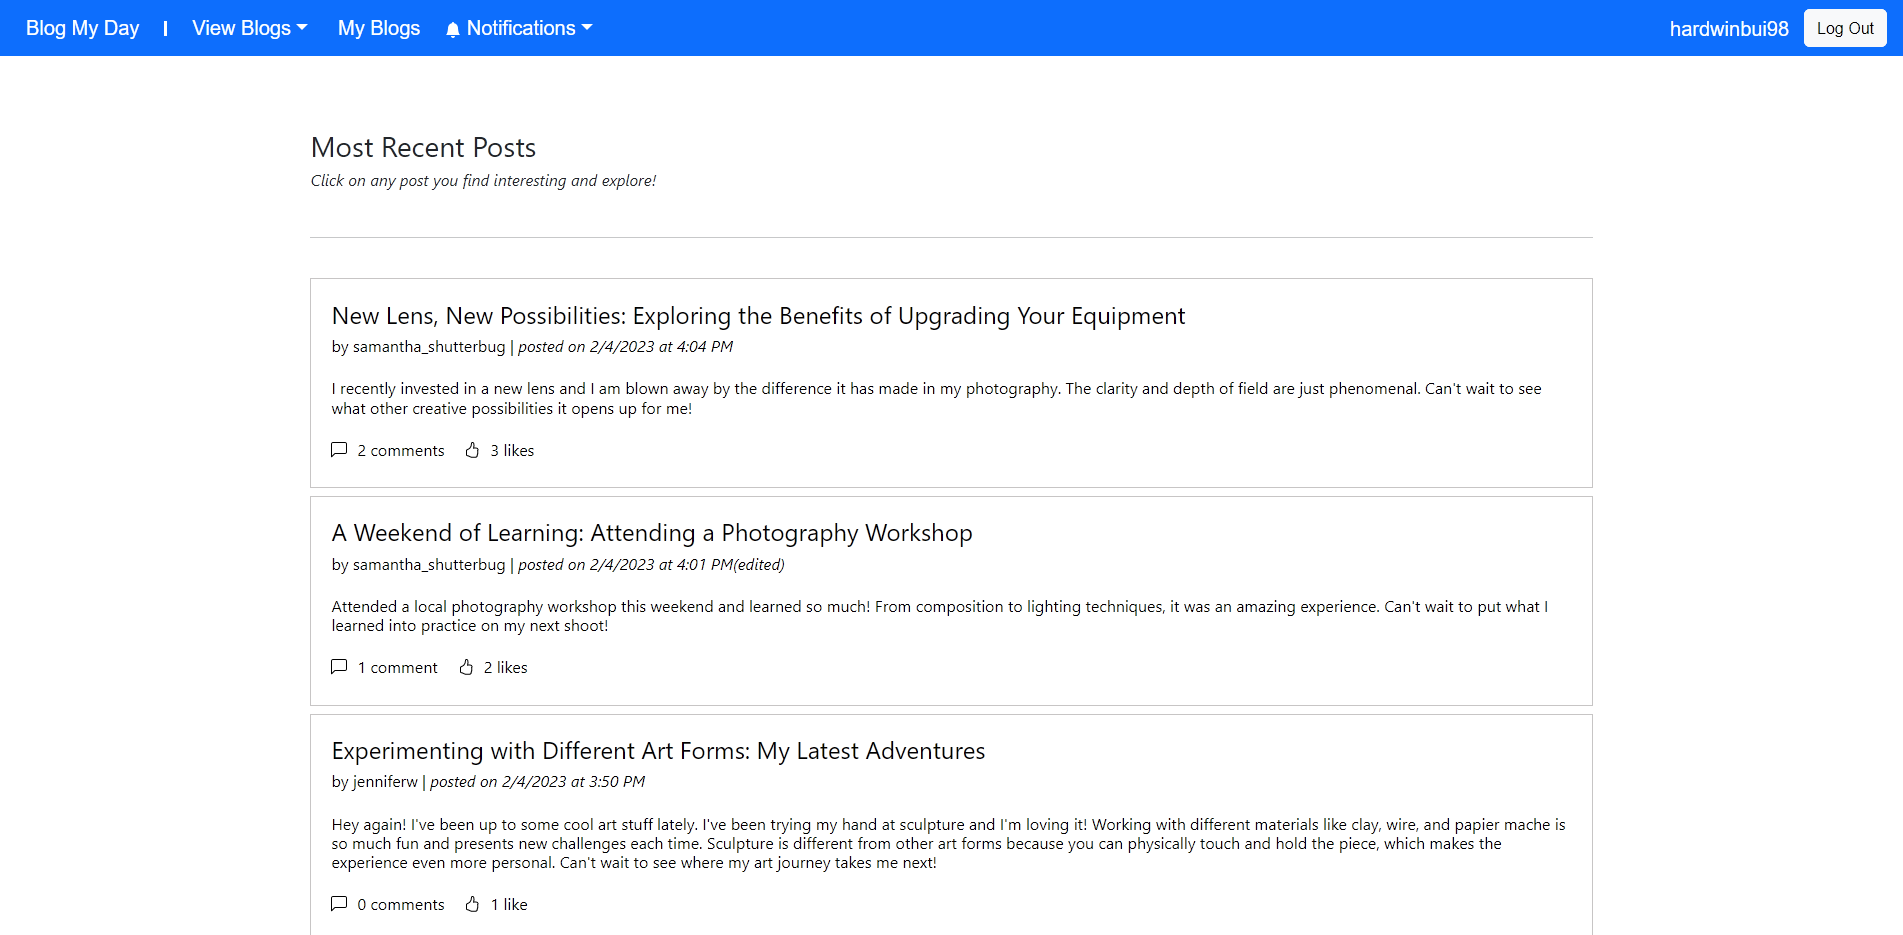 Blog My Day | View Blogs My Blogs Notifications hardwinbui98 Log Out
Most Recent Posts
Click on any post you find interesting and explore!
New Lens, New Possibilities: Exploring the Benefits of Upgrading Your Equipment
by samantha_shutterbug | posted on 2/4/2023 at 4:04 PM
I recently invested in a new lens and I am blown away by the difference it has made in my photography. The clarity and depth of field are just phenomenal. Can't wait to see
what other creative possibilities it opens up for me!
2 comments 3 likes
A Weekend of Learning: Attending a Photography Workshop
by samantha_shutterbug | posted on 2/4/2023 at 4:01 PM(edited)
Attended a local photography workshop this weekend and learned so much! From composition to lighting techniques, it was an amazing experience. Can't wait to put what I
learned into practice on my next shoot!
1 comment 2 likes
Experimenting with Different Art Forms: My Latest Adventures
by jenniferw | posted on 2/4/2023 at 3:50 PM
Hey again! I've been up to some cool art stuff lately. I've been trying my hand at sculpture and I'm loving it! Working with different materials like clay, wire, and papier mache is
so much fun and presents new challenges each time. Sculpture is different from other art forms because you can physically touch and hold the piece, which makes the
experience even more personal. Can't wait to see where my art journey takes me next!
0 comments 1 like